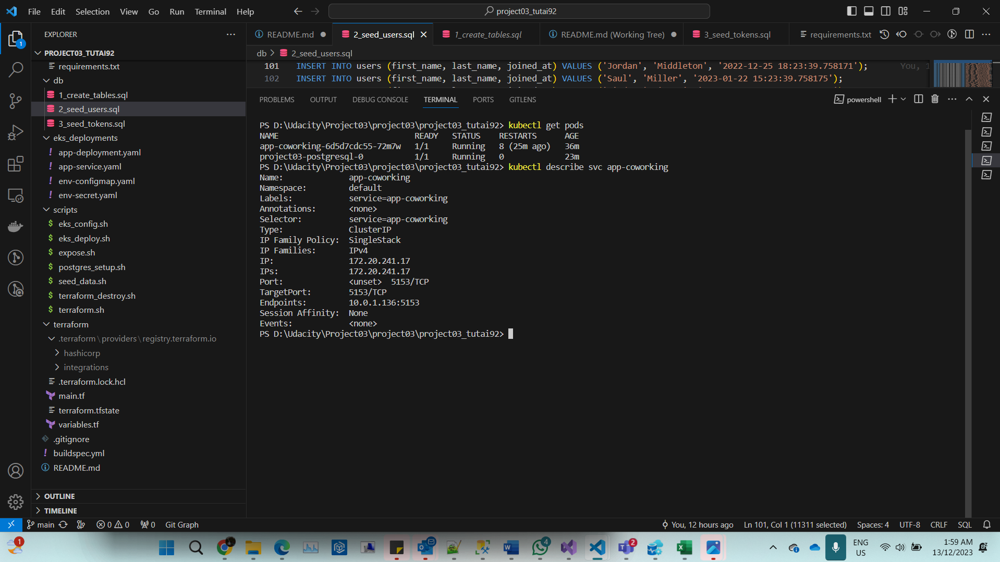 File Edit Selection View Go Run Terminal Help
project03_tutai92
EXPLORER
PROJECT03_TUTAI92
requirements.txt
db
1_create_tables.sql
2_seed_users.sql
3_seed_tokens.sql
eks_deployments
app-deployment.yaml
app-service.yaml
env-configmap.yaml
env-secret.yaml
scripts
eks_config.sh
eks_deploy.sh
expose.sh
postgres_setup.sh
seed_data.sh
terraform_destroy.sh
terraform.sh
terraform
.terraform\providers\registry.terraform.io
hashicorp
integrations
.terraform.lock.hcl
main.tf
terraform.tfstate
variables.tf
.gitignore
buildspec.yml
README.md
OUTLINE
TIMELINE
README.md 2_seed_users.sql 1_create_tables.sql README.md (Working Tree) 3_seed_tokens.sql requirements.txt
db > 2_seed_users.sql
101 INSERT INTO users (first_name, last_name, joined_at) VALUES ('Jordan', 'Middleton', '2022-12-25 18:23:39.758171'); You, 1
102 INSERT INTO users (first_name, last_name, joined_at) VALUES ('Saul', 'Miller', '2023-01-22 15:23:39.758175');
PROBLEMS OUTPUT DEBUG CONSOLE TERMINAL PORTS GITLENS
powershell
PS D:\Udacity\Project03\project03\project03_tutai92> kubectl get pods
NAME READY STATUS RESTARTS AGE
app-coworking-6d5d7cdc55-72m7w 1/1 Running 8 (25m ago) 36m
project03-postgresql-0 1/1 Running 0 23m
PS D:\Udacity\Project03\project03\project03_tutai92> kubectl describe svc app-coworking
Name: app-coworking
Namespace: default
Labels: service=app-coworking
Annotations: <none>
Selector: service=app-coworking
Type: ClusterIP
IP Family Policy: SingleStack
IP Families: IPv4
IP: 172.20.241.17
IPs: 172.20.241.17
Port: <unset> 5153/TCP
TargetPort: 5153/TCP
Endpoints: 10.0.1.136:5153
Session Affinity: None
Events: <none>
PS D:\Udacity\Project03\project03\project03_tutai92>
main 0 0 0 Git Graph
You, 12 hours ago Ln 101, Col 1 (11311 selected) Spaces: 4 UTF-8 CRLF SQL
ENG
US
1:59 AM
13/12/2023